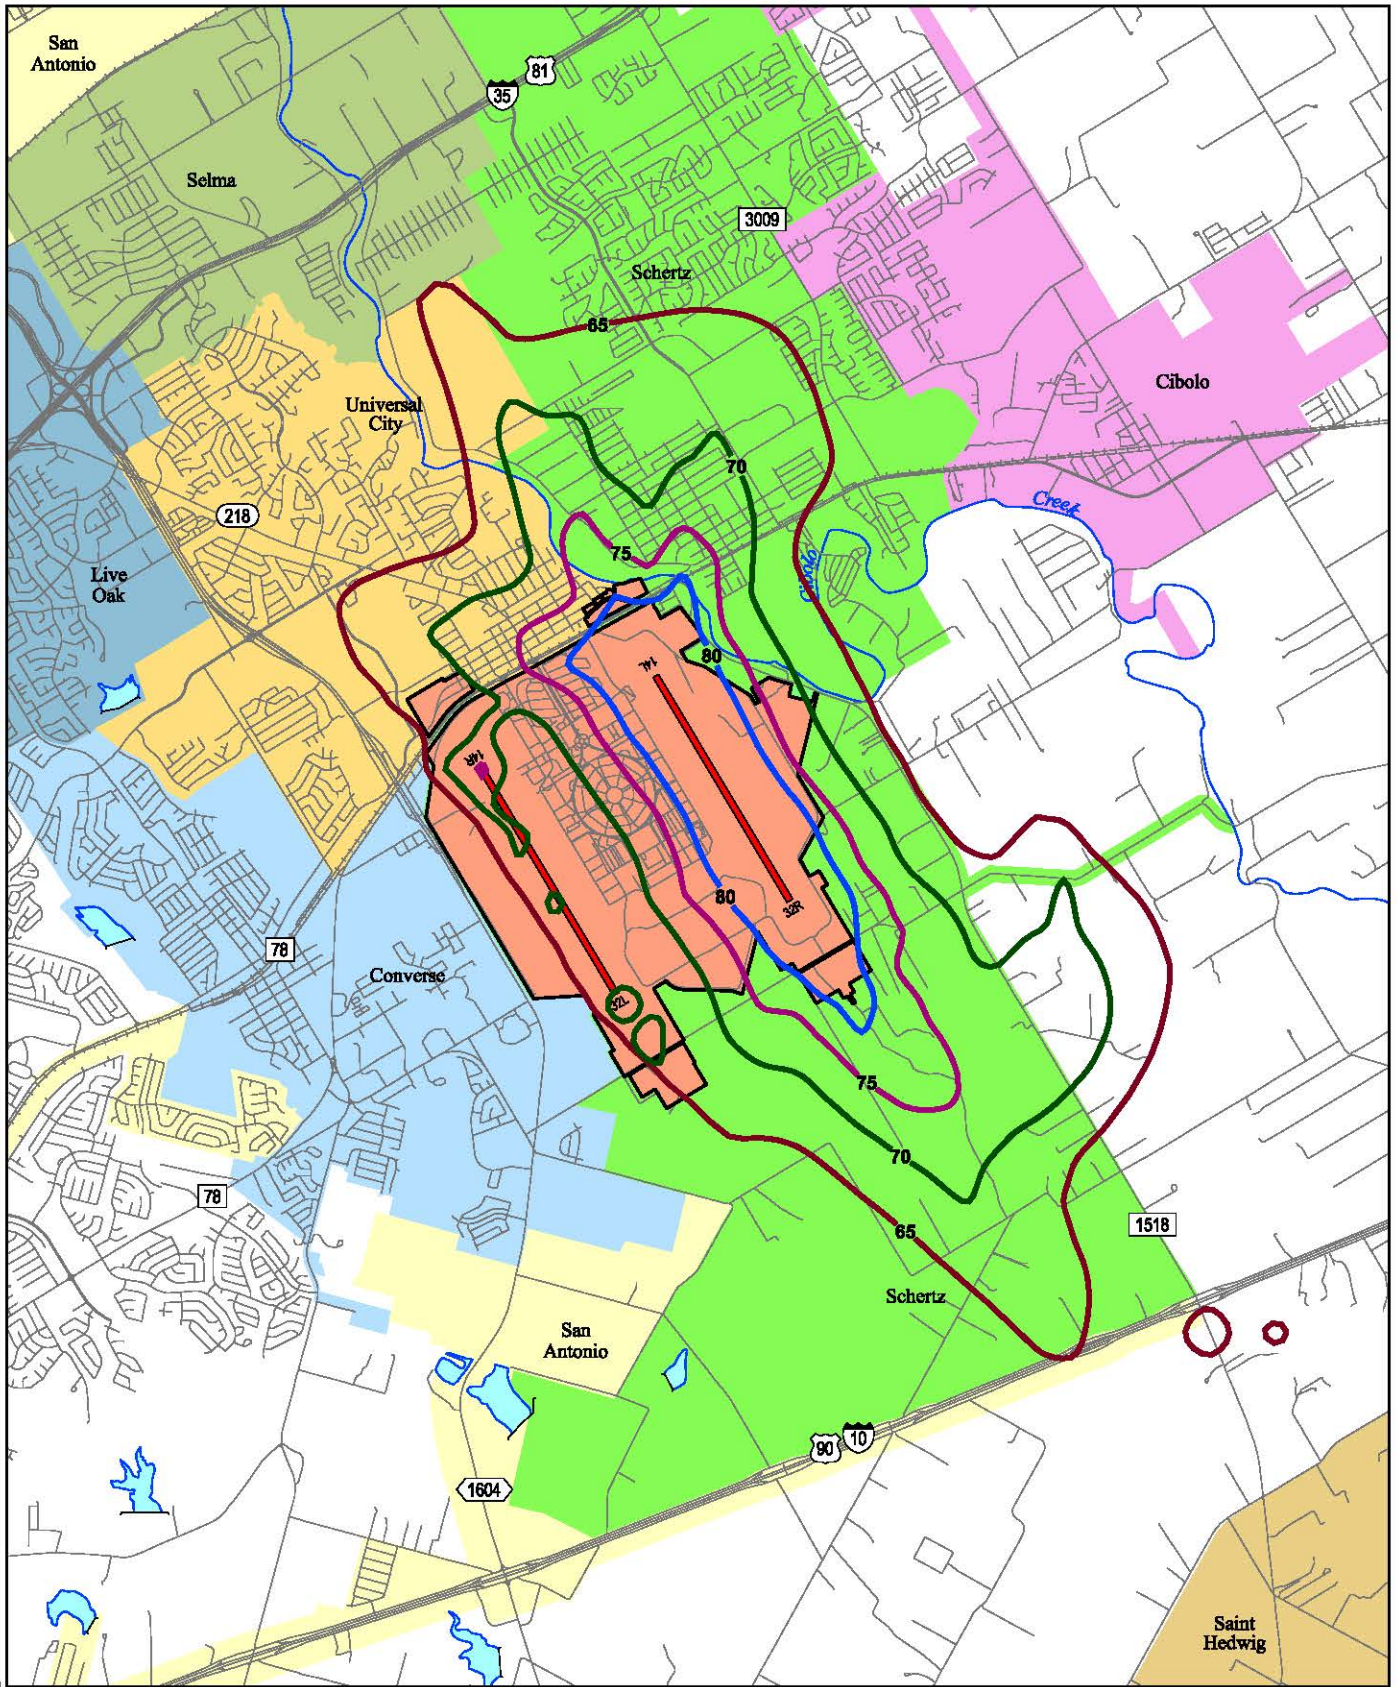 San
Antonio
81
35
Selma
3009
Schertz
65
Cibolo
Universal
City
70
Creek
218
75
Cibolo
Live
Oak
80
14L
14R
80
32R
78
Converse
32L
75
70
78
1518
65
Schertz
San
Antonio
90
10
1604
Saint
Hedwig